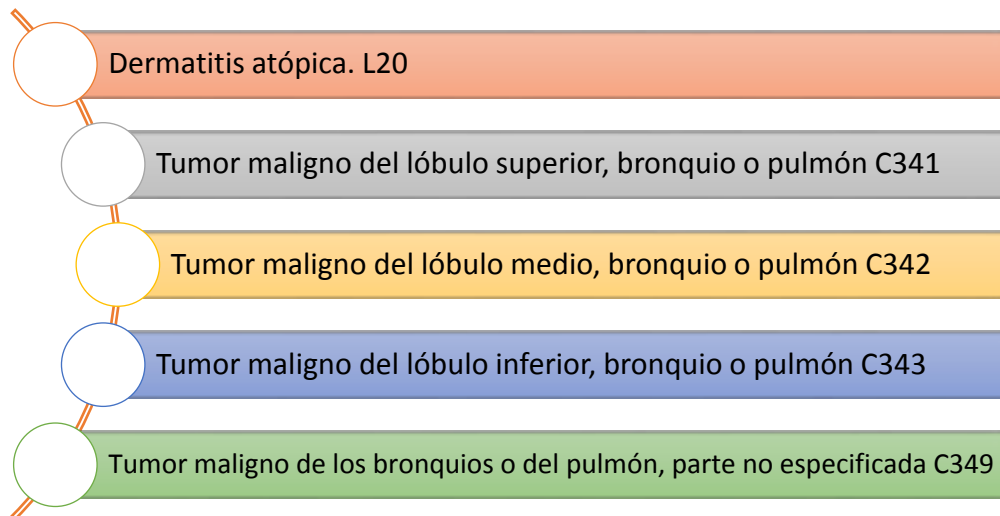 Dermatitis atópica. L20
Tumor maligno del lóbulo superior, bronquio o pulmón C341
Tumor maligno del lóbulo medio, bronquio o pulmón C342
Tumor maligno del lóbulo inferior, bronquio o pulmón C343
Tumor maligno de los bronquios o del pulmón, parte no especificada C349